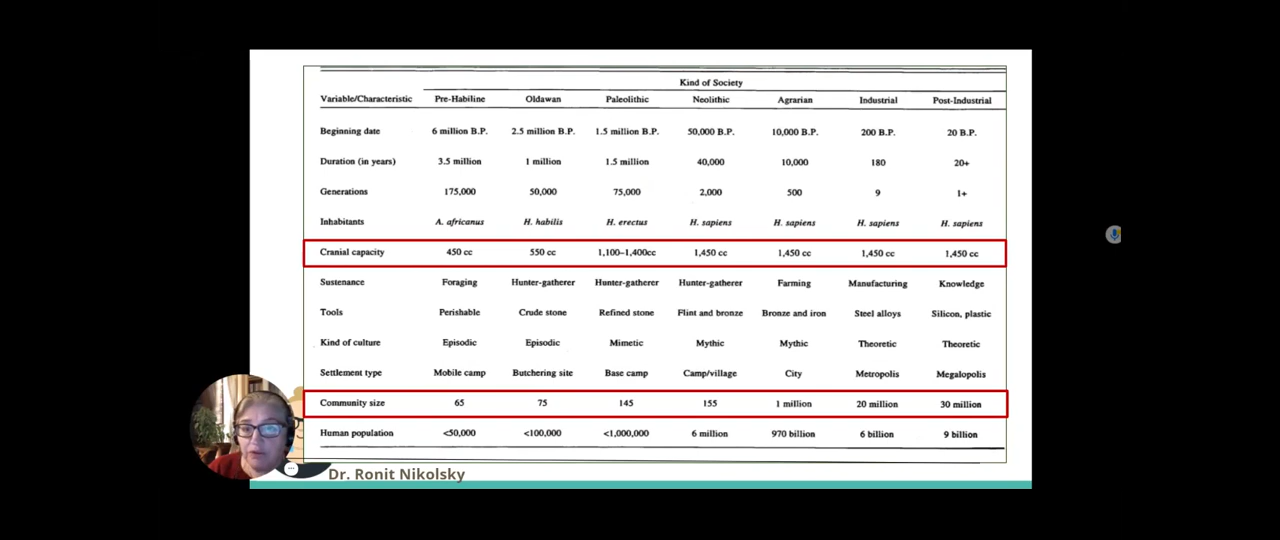 Kind of Society
Variable/Characteristic Pre-Habiline Oldawan Paleolithic Neolithic Agrarian Industrial Post-Industrial
Beginning date 6 million B.P. 2.5 million B.P. 1.5 million B.P. 50,000 B.P. 10,000 B.P. 200 B.P. 20 B.P.
Duration (in years) 3.5 million 1 million 1.5 million 40,000 10,000 180 20+
Generations 175,000 50,000 75,000 2,000 500 9 1+
Inhabitants A. africanus H. habilis H. erectus H. sapiens H. sapiens H. sapiens H. sapiens
Cranial capacity 450 cc 550 cc 1,100–1,400cc 1,450 cc 1,450 cc 1,450 cc 1,450 cc
Sustenance Foraging Hunter-gatherer Hunter-gatherer Hunter-gatherer Farming Manufacturing Knowledge
Tools Perishable Crude stone Refined stone Flint and bronze Bronze and iron Steel alloys Silicon, plastic
Kind of culture Episodic Episodic Mimetic Mythic Mythic Theoretic Theoretic
Settlement type Mobile camp Butchering site Base camp Camp/village City Metropolis Megalopolis
Community size 65 75 145 155 1 million 20 million 30 million
Human population <50,000 <100,000 <1,000,000 6 million 970 billion 6 billion 9 billion
Dr. Ronit Nikolsky